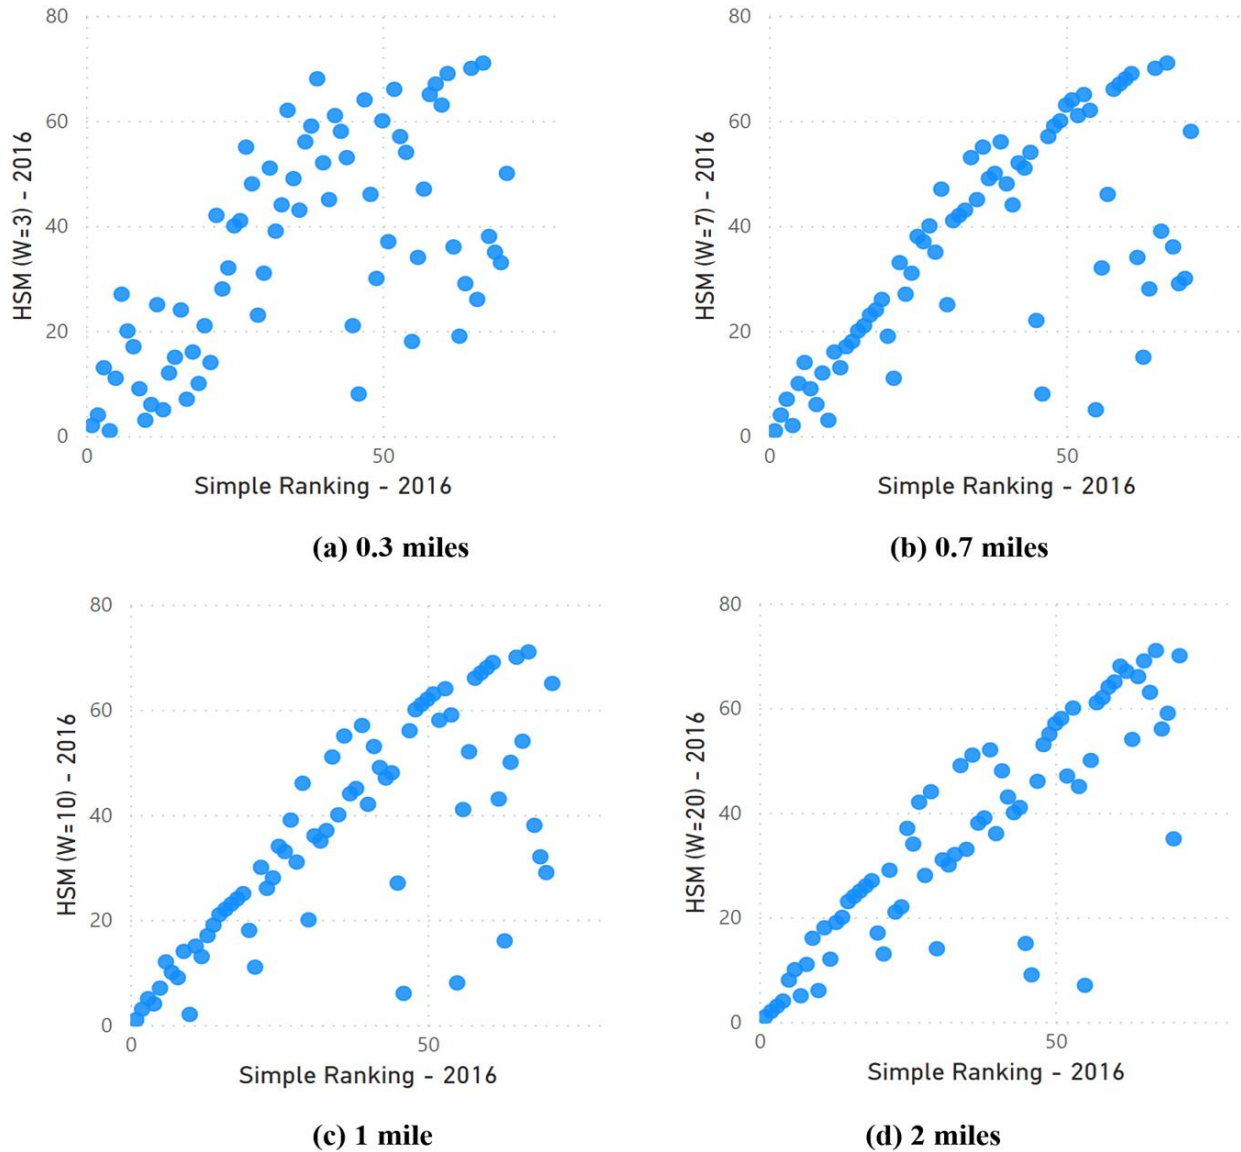 80
60
40
20
0
HSM (W=3) - 2016
0
50
Simple Ranking - 2016
(a) 0.3 miles
80
60
40
20
0
HSM (W=7) - 2016
0
50
Simple Ranking - 2016
(b) 0.7 miles
80
60
40
20
0
HSM (W=10) - 2016
0
50
Simple Ranking - 2016
(c) 1 mile
80
60
40
20
0
HSM (W=20) - 2016
0
50
Simple Ranking - 2016
(d) 2 miles